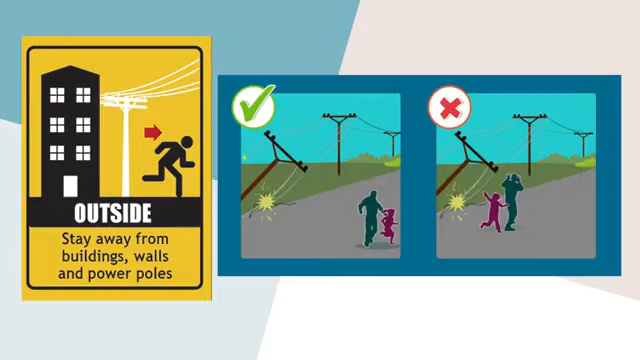 OUTSIDE
Stay away from
buildings, walls
and power poles